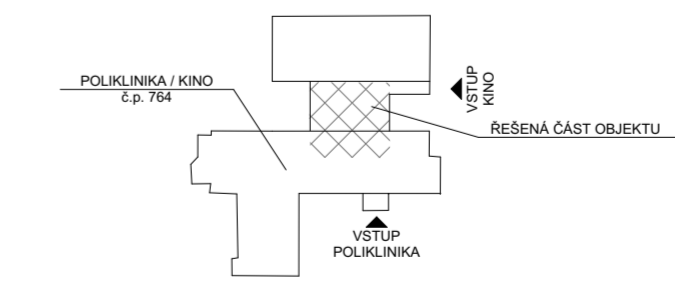 POLIKLINIKA / KINO
č.p. 764
VSTUP
KINO
ŘEŠENÁ ČÁST OBJEKTU
VSTUP
POLIKLINIKA